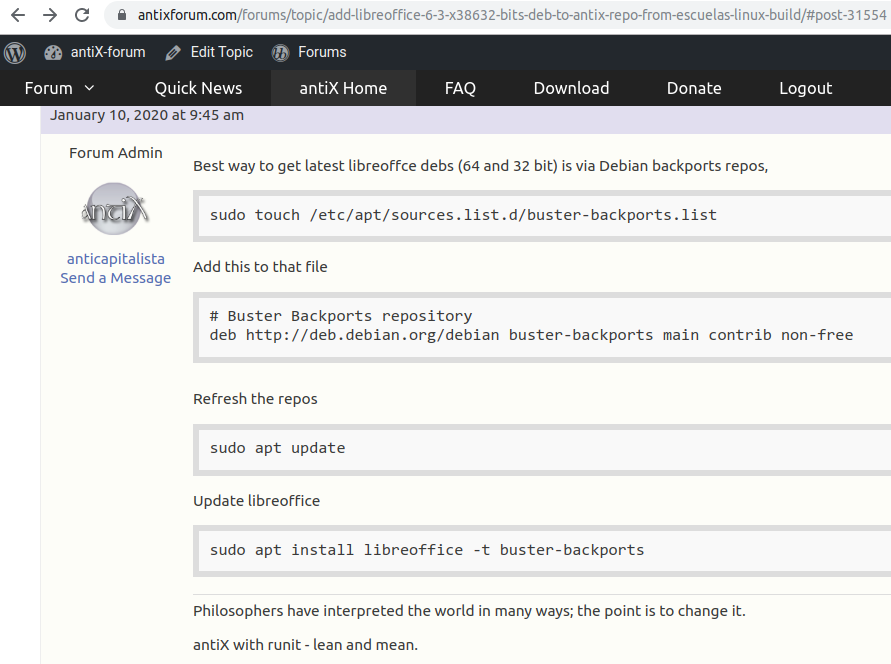 antixforum.com/forums/topic/add-libreoffice-6-3-x38632-bits-deb-to-antix-repo-from-escuelas-linux-build/#post-31554
antiX-forum Edit Topic Forums
Forum Quick News antiX Home FAQ Download Donate Logout
January 10, 2020 at 9:45 am
Forum Admin
antiX
anticapitalista
Send a Message
Best way to get latest libreoffce debs (64 and 32 bit) is via Debian backports repos,
sudo touch /etc/apt/sources.list.d/buster-backports.list
Add this to that file
# Buster Backports repository
deb http://deb.debian.org/debian buster-backports main contrib non-free
Refresh the repos
sudo apt update
Update libreoffice
sudo apt install libreoffice -t buster-backports
Philosophers have interpreted the world in many ways; the point is to change it.
antiX with runit - lean and mean.